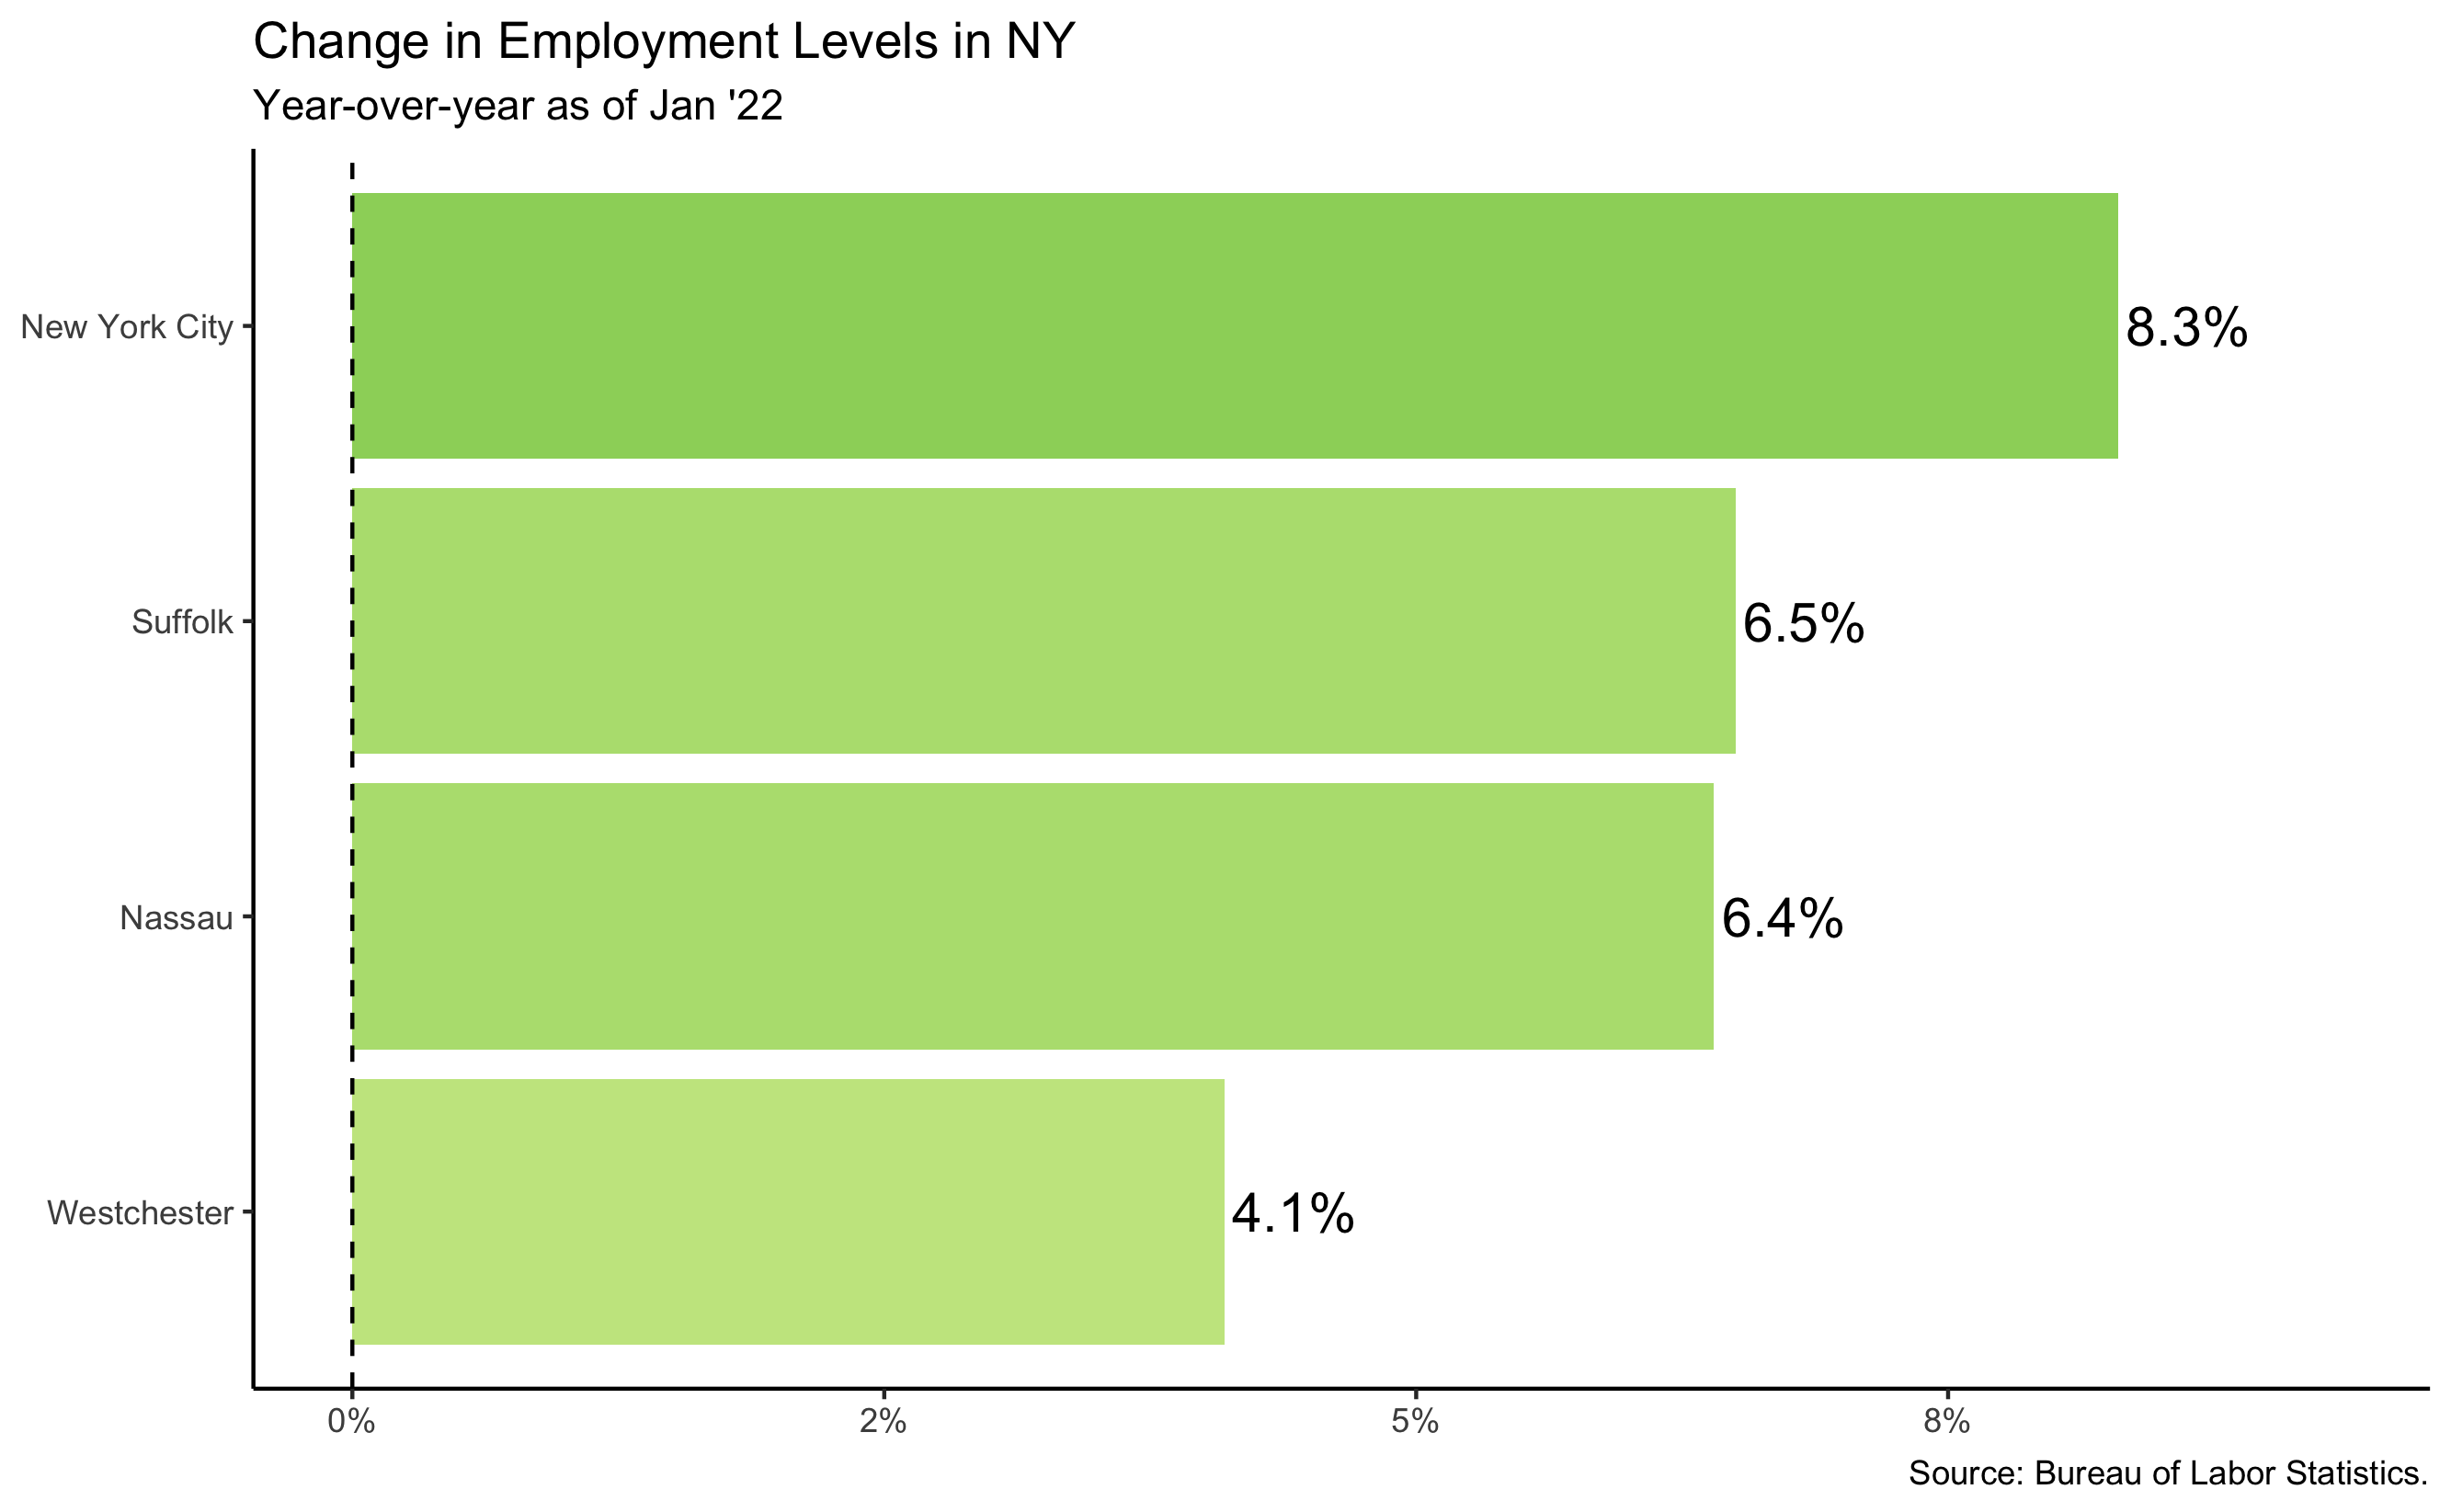 Change in Employment Levels in NY
Year-over-year as of Jan '22
New York City
8.3%
Suffolk
6.5%
Nassau
6.4%
Westchester
4.1%
0% 2% 5% 8%
Source: Bureau of Labor Statistics.